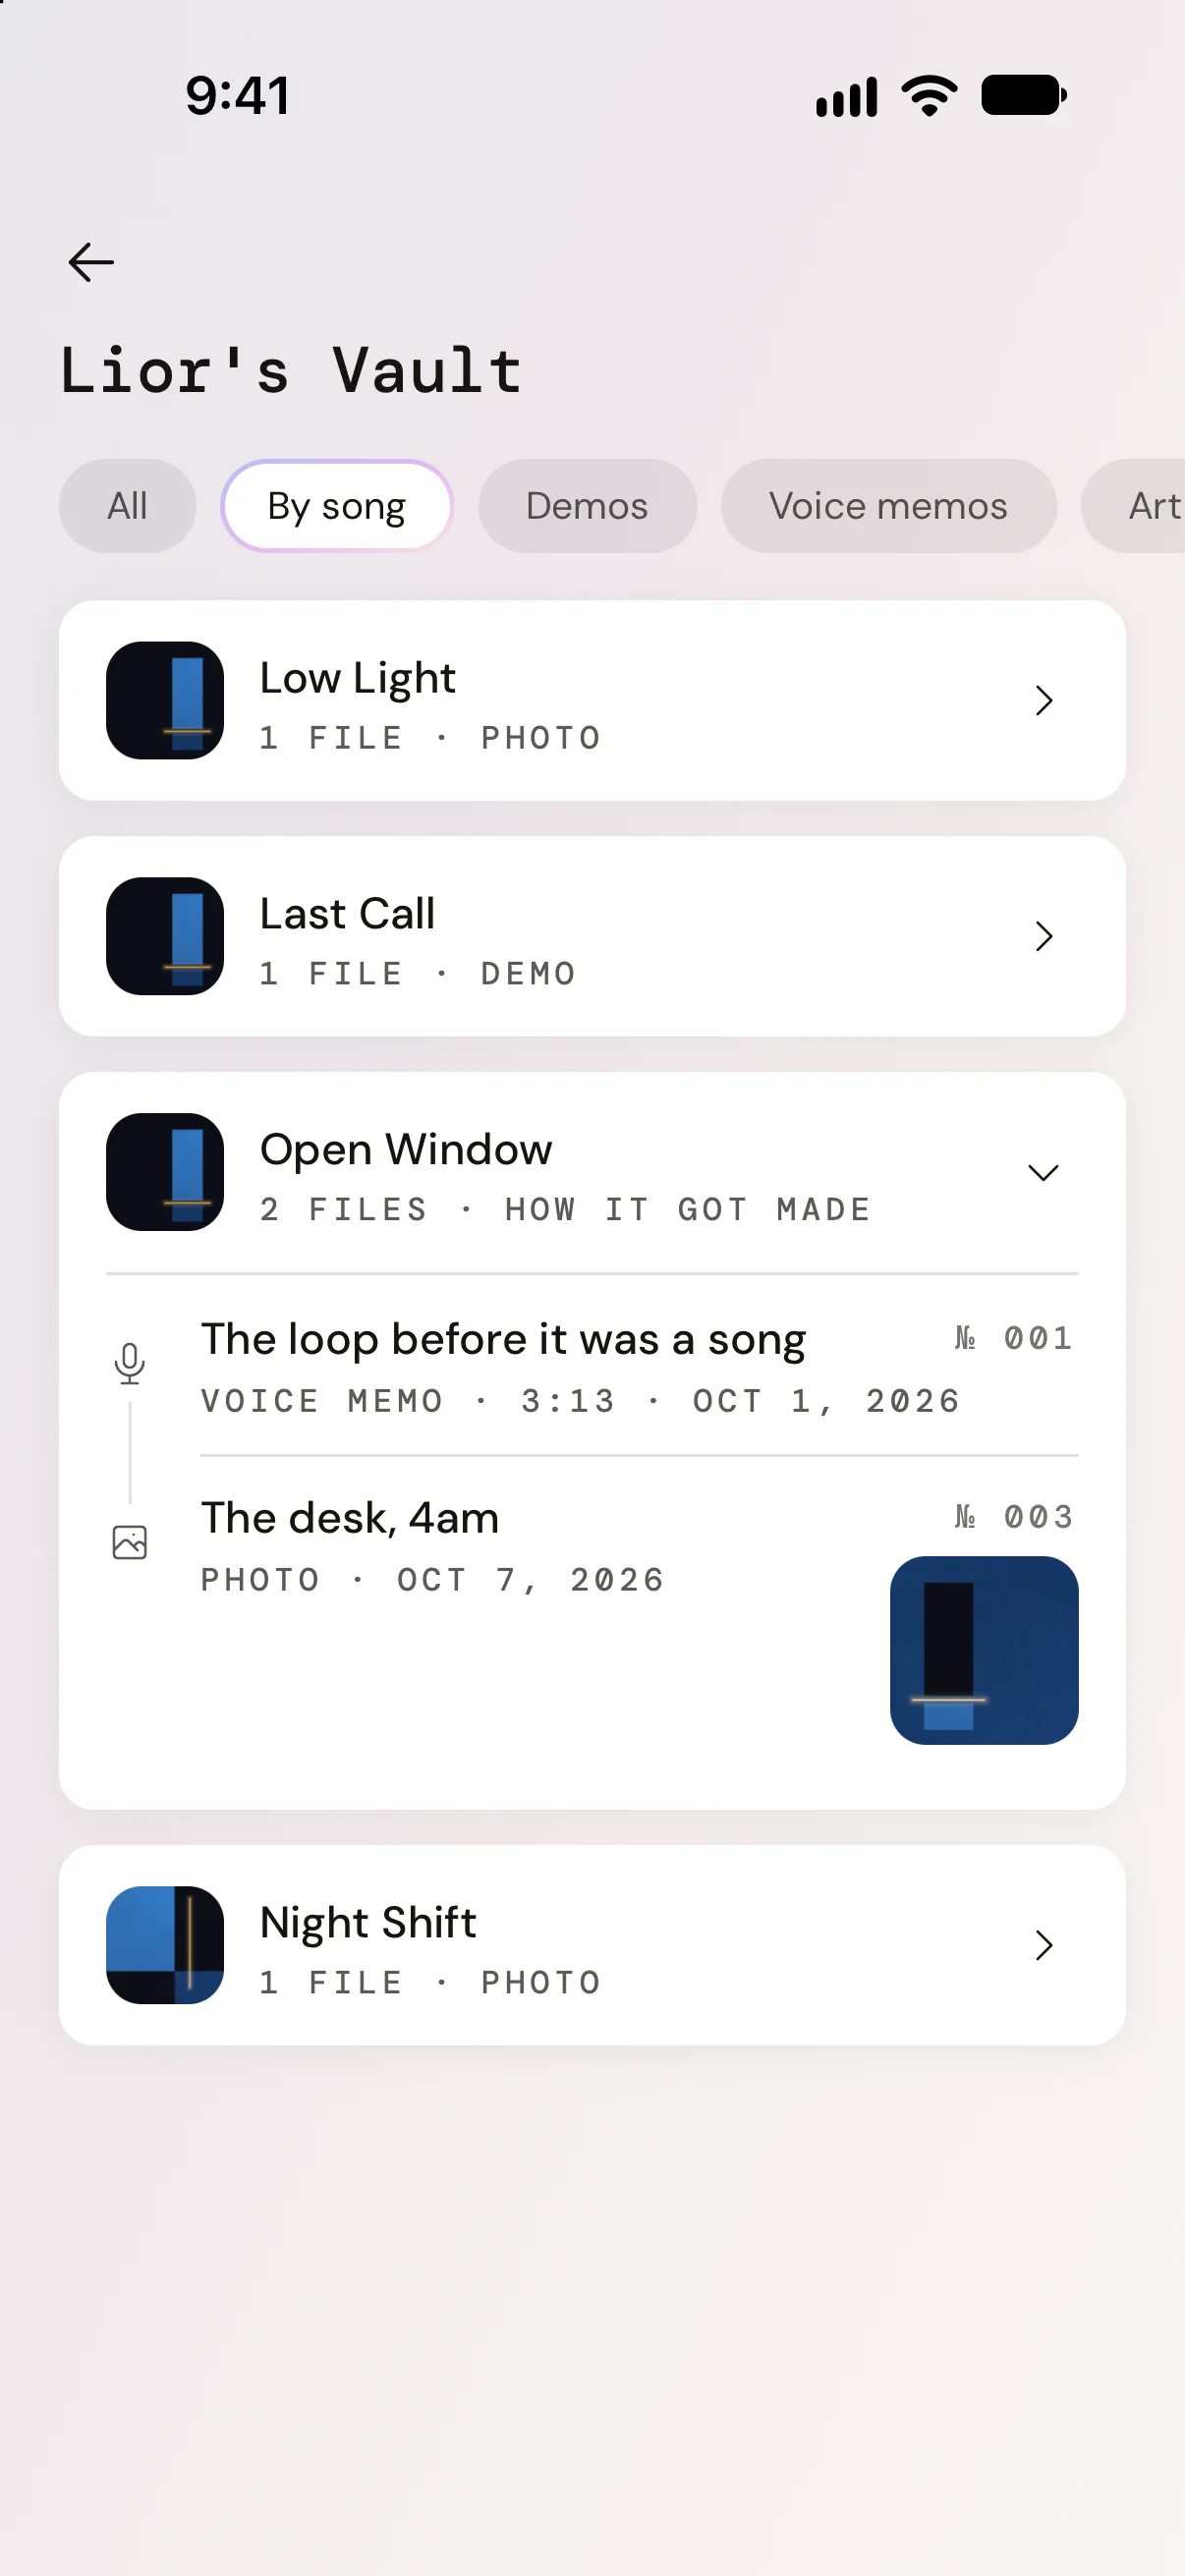 9:41
Lior's Vault
All By song Demos Voice memos Art
Low Light
1 FILE · PHOTO
Last Call
1 FILE · DEMO
Open Window
2 FILES · HOW IT GOT MADE
The loop before it was a song № 001
VOICE MEMO · 3:13 · OCT 1, 2026
The desk, 4am № 003
PHOTO · OCT 7, 2026
Night Shift
1 FILE · PHOTO